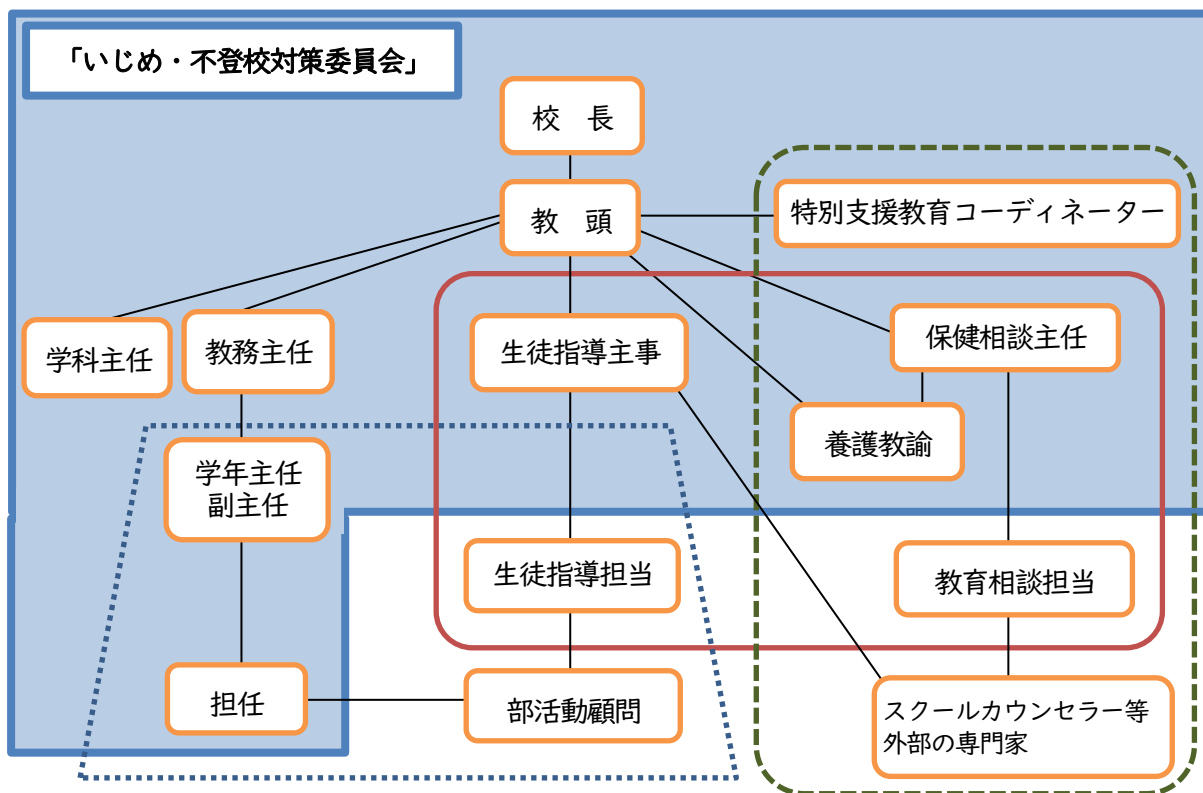 「いじめ・不登校対策委員会」
校　長
教　頭
特別支援教育コーディネーター
学科主任
教務主任
生徒指導主事
保健相談主任
養護教諭
学年主任
副主任
生徒指導担当
教育相談担当
担任
部活動顧問
スクールカウンセラー等
外部の専門家